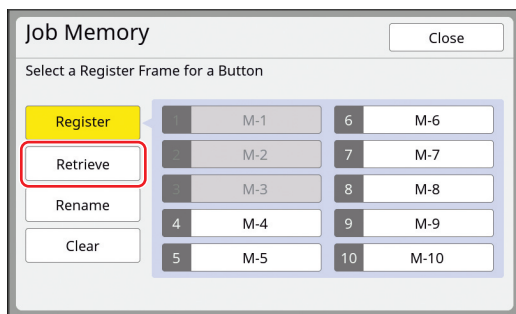 Job Memory
Close
Select a Register Frame for a Button
Register
Retrieve
Rename
Clear
1 M-1
2 M-2
3 M-3
4 M-4
5 M-5
6 M-6
7 M-7
8 M-8
9 M-9
10 M-10